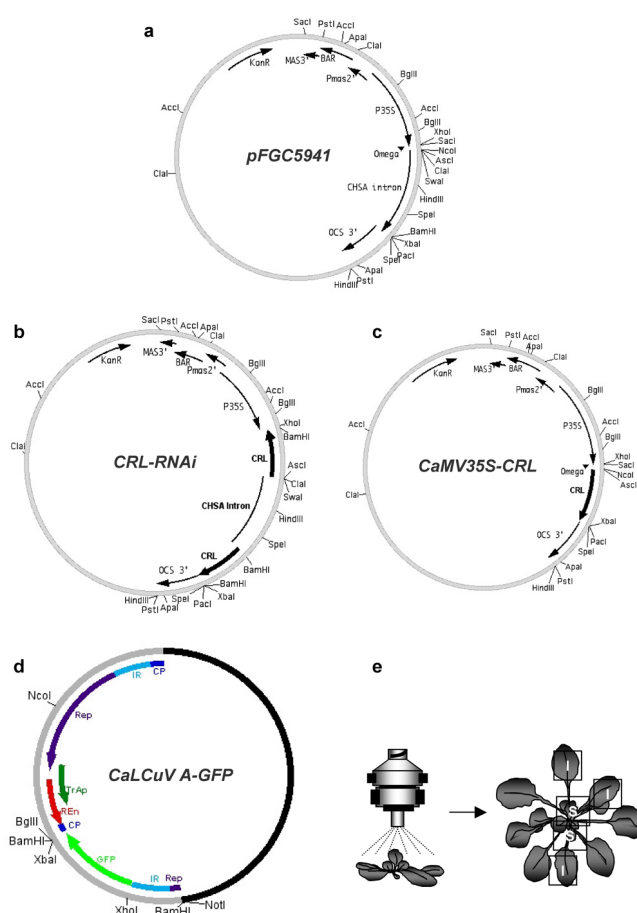 a
SacI
PstI
AccI
ApaI
ClaI
KanR
MAS3'
BAR
Pmas2'
BglII
P35S
AccI
AccI
BglII
XhoI
SacI
NcoI
AscI
ClaI
SwaI
Omega
pFGC5941
ClaI
CHSA intron
HindIII
SpeI
OCS 3'
BamHI
XbaI
PacI
SpeI
ApaI
PstI
HindIII
b
SacI
PstI
AccI
ApaI
ClaI
KanR
MAS3'
BAR
Pmas2'
BglII
P35S
AccI
AccI
BglII
XhoI
BamHI
ClaI
CRL-RNAi
CRL
AscI
ClaI
SwaI
CHSA Intron
HindIII
SpeI
CRL
BamHI
OCS 3'
BamHI
XbaI
PacI
SpeI
ApaI
PstI
HindIII
c
SacI
PstI
AccI
ApaI
ClaI
KanR
MAS3'
BAR
Pmas2'
BglII
P35S
AccI
AccI
BglII
XhoI
SacI
NcoI
AscI
Omega
CaMV35S-CRL
CRL
ClaI
XbaI
PacI
SpeI
OCS 3'
ApaI
PstI
HindIII
d
CP
IR
Rep
NcoI
CaLCuV A-GFP
TrAp
REn
CP
BglII
BamHI
XbaI
GFP
IR
Rep
XhoI
BamHI
NotI
e
I
I
S
S
I